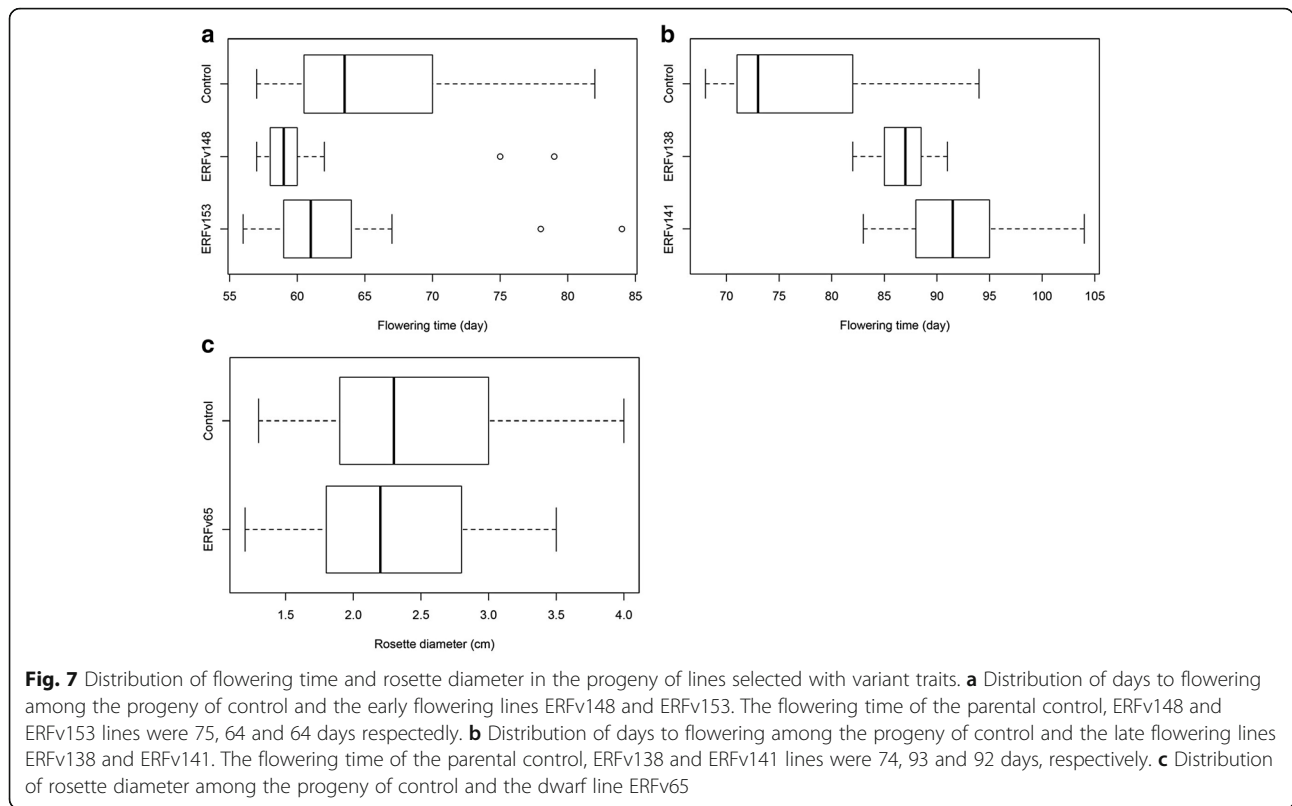 a
Control
ERFv148
ERFv153
55 60 65 70 75 80 85
Flowering time (day)
b
Control
ERFv138
ERFv141
70 75 80 85 90 95 100 105
Flowering time (day)
c
Control
ERFv65
1.5 2.0 2.5 3.0 3.5 4.0
Rosette diameter (cm)
Fig. 7 Distribution of flowering time and rosette diameter in the progeny of lines selected with variant traits. a Distribution of days to flowering
among the progeny of control and the early flowering lines ERFv148 and ERFv153. The flowering time of the parental control, ERFv148 and
ERFv153 lines were 75, 64 and 64 days respectedly. b Distribution of days to flowering among the progeny of control and the late flowering lines
ERFv138 and ERFv141. The flowering time of the parental control, ERFv138 and ERFv141 lines were 74, 93 and 92 days, respectively. c Distribution
of rosette diameter among the progeny of control and the dwarf line ERFv65